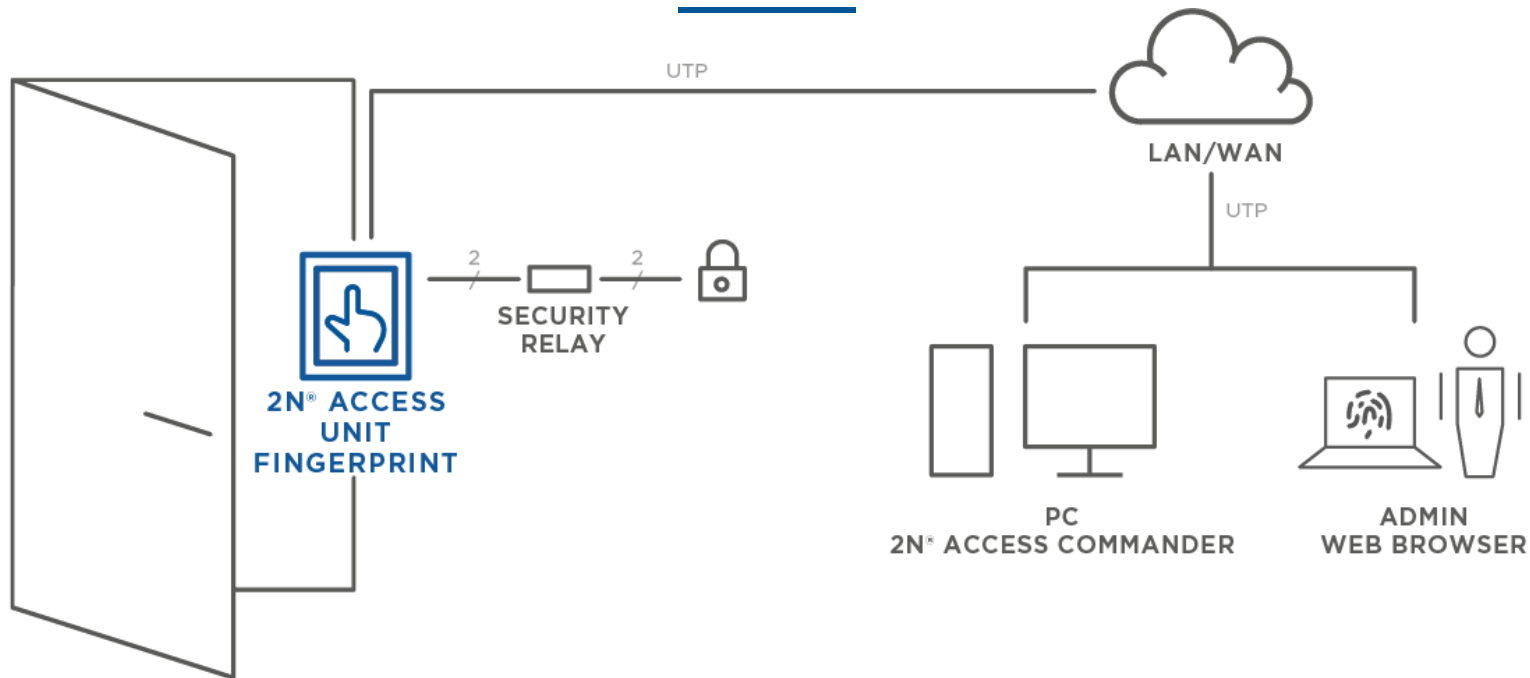 UTP
LAN/WAN
UTP
2
2
SECURITY
RELAY
2N® ACCESS
UNIT
FINGERPRINT
PC
2N® ACCESS COMMANDER
ADMIN
WEB BROWSER